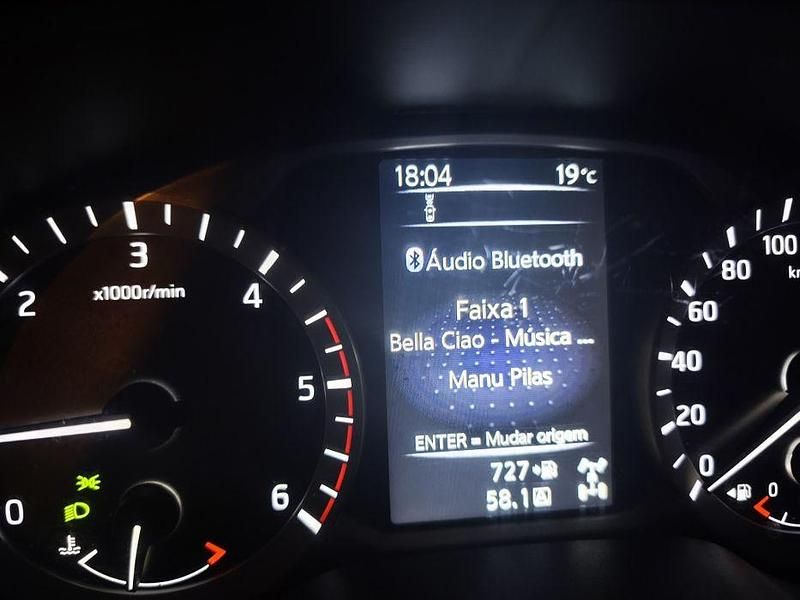 18:04 19°c
Áudio Bluetooth
Faixa 1
Bella Ciao - Música ...
Manu Pilas
ENTER = Mudar origem
727
58.1 A
0
2
3
4
5
6
x1000r/min
0
20
40
60
80
100
km
0